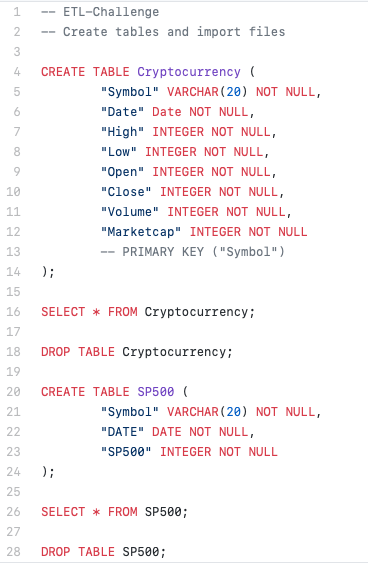 1 -- ETL-Challenge
2 -- Create tables and import files
3
4 CREATE TABLE Cryptocurrency (
5 "Symbol" VARCHAR(20) NOT NULL,
6 "Date" Date NOT NULL,
7 "High" INTEGER NOT NULL,
8 "Low" INTEGER NOT NULL,
9 "Open" INTEGER NOT NULL,
10 "Close" INTEGER NOT NULL,
11 "Volume" INTEGER NOT NULL,
12 "Marketcap" INTEGER NOT NULL
13 -- PRIMARY KEY ("Symbol")
14 );
15
16 SELECT * FROM Cryptocurrency;
17
18 DROP TABLE Cryptocurrency;
19
20 CREATE TABLE SP500 (
21 "Symbol" VARCHAR(20) NOT NULL,
22 "DATE" DATE NOT NULL,
23 "SP500" INTEGER NOT NULL
24 );
25
26 SELECT * FROM SP500;
27
28 DROP TABLE SP500;